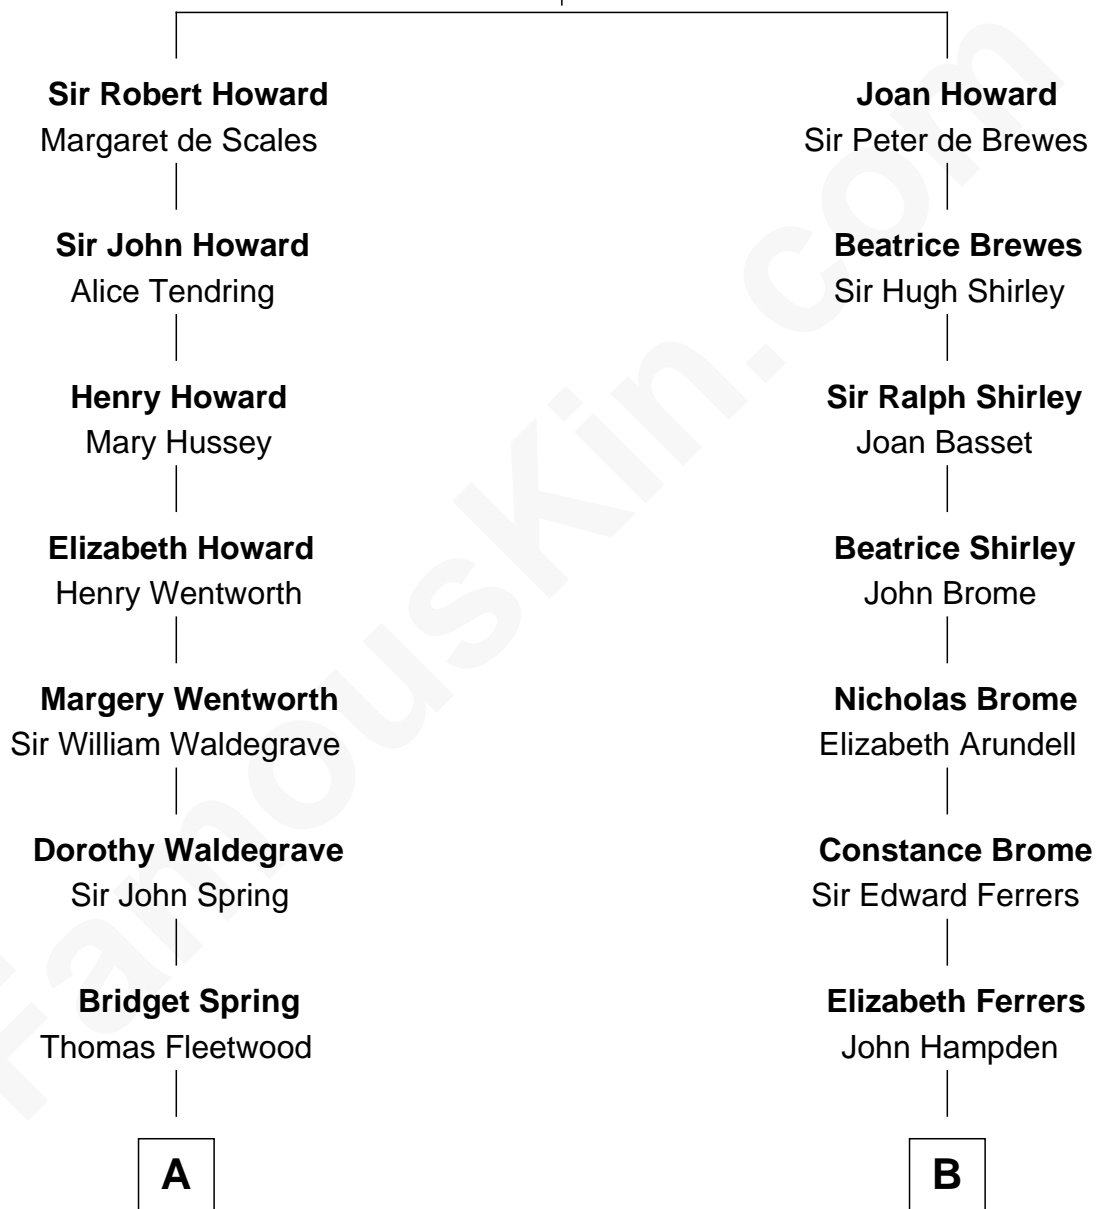 Sir Robert Howard
Margaret de Scales
Joan Howard
Sir Peter de Brewes
Sir John Howard
Alice Tendring
Beatrice Brewes
Sir Hugh Shirley
Henry Howard
Mary Hussey
Sir Ralph Shirley
Joan Basset
Elizabeth Howard
Henry Wentworth
Beatrice Shirley
John Brome
Margery Wentworth
Sir William Waldegrave
Nicholas Brome
Elizabeth Arundell
Dorothy Waldegrave
Sir John Spring
Constance Brome
Sir Edward Ferrers
Bridget Spring
Thomas Fleetwood
Elizabeth Ferrers
John Hampden
A
B
FamousKin.com